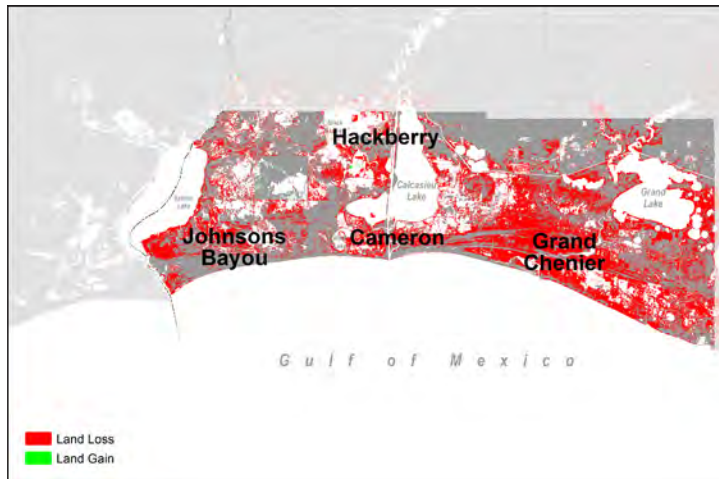 Hackberry
Calcasieu
Lake
Grand
Lake
Johnsons
Bayou
Cameron
Grand
Chenier
Gulf of Mexico
Land Loss
Land Gain